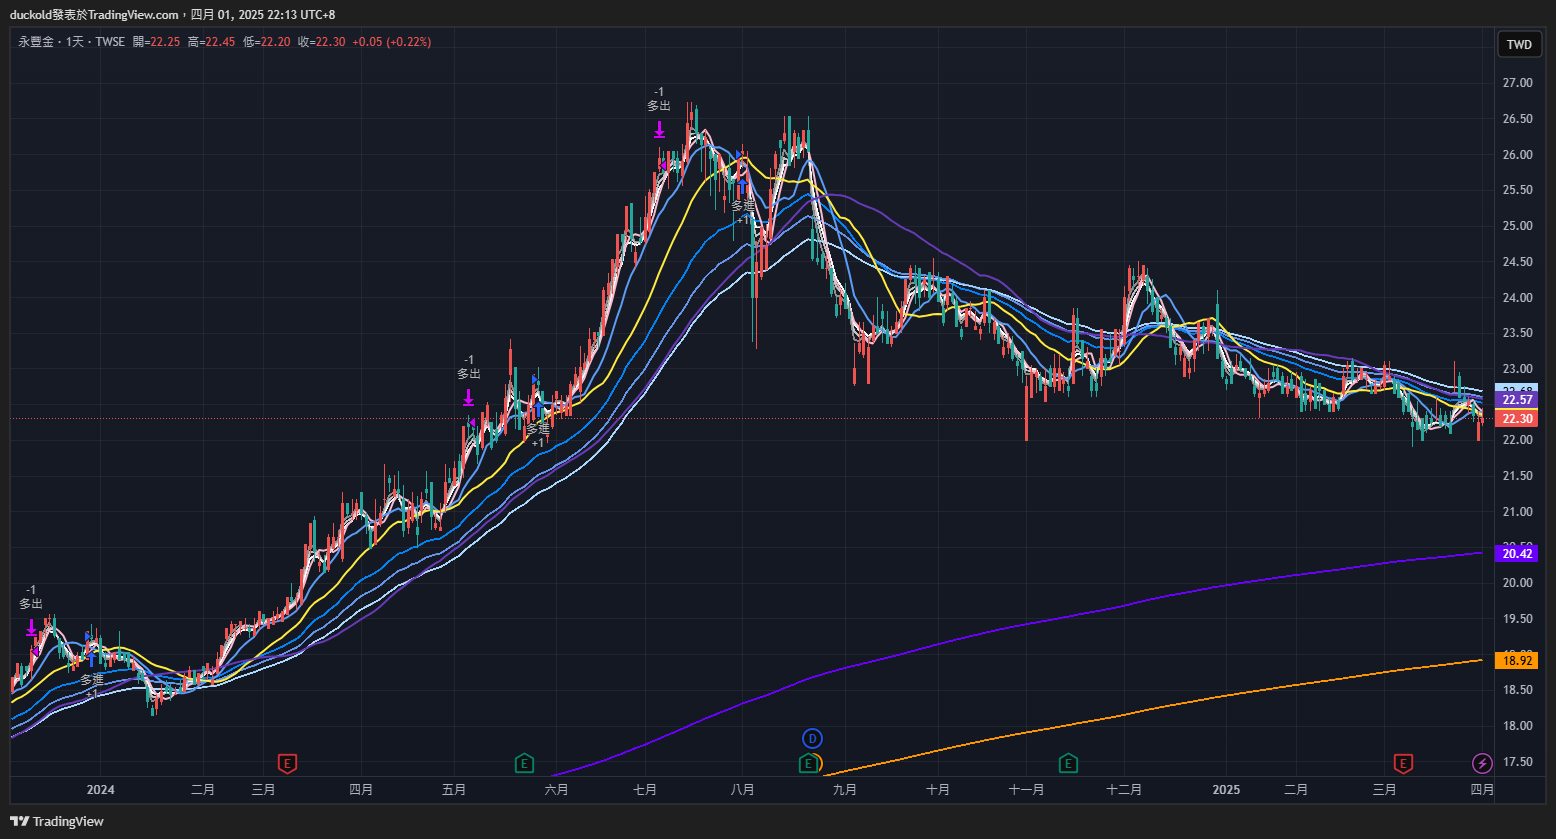 duckold發表於TradingView.com，四月 01, 2025 22:13 UTC+8
永豐金・1天・TWSE 開=22.25 高=22.45 低=22.20 收=22.30 +0.05 (+0.22%)
TWD
27.00
26.50
26.00
25.50
25.00
24.50
24.00
23.50
23.00
22.68
22.57
22.30
22.00
21.50
21.00
20.50
20.42
20.00
19.50
18.92
18.50
18.00
17.50
-1
多出
多進
+1
-1
多出
多進
+1
-1
多出
多進
+1
E
E
D
E
E
E
2024
二月
三月
四月
五月
六月
七月
八月
九月
十月
十一月
十二月
2025
二月
三月
四月
TradingView